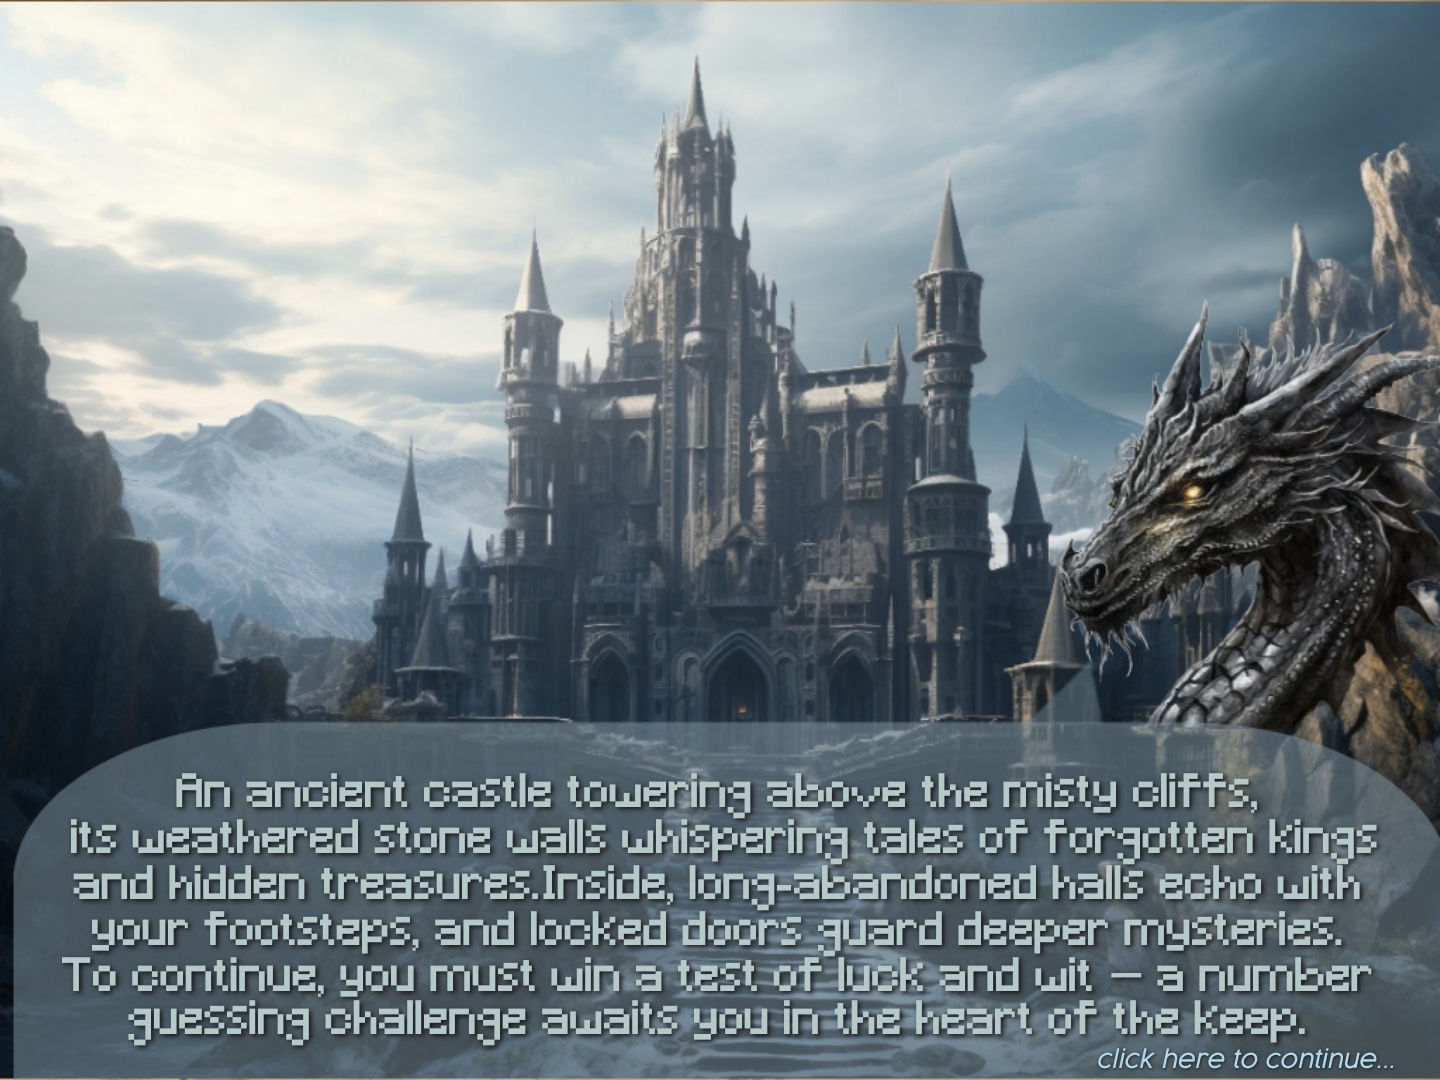 An ancient castle towering above the misty cliffs,
its weathered stone walls whispering tales of forgotten kings
and hidden treasures.Inside, long-abandoned halls echo with
your footsteps, and locked doors guard deeper mysteries.
To continue, you must win a test of luck and wit — a number
guessing challenge awaits you in the heart of the keep.
click here to continue...